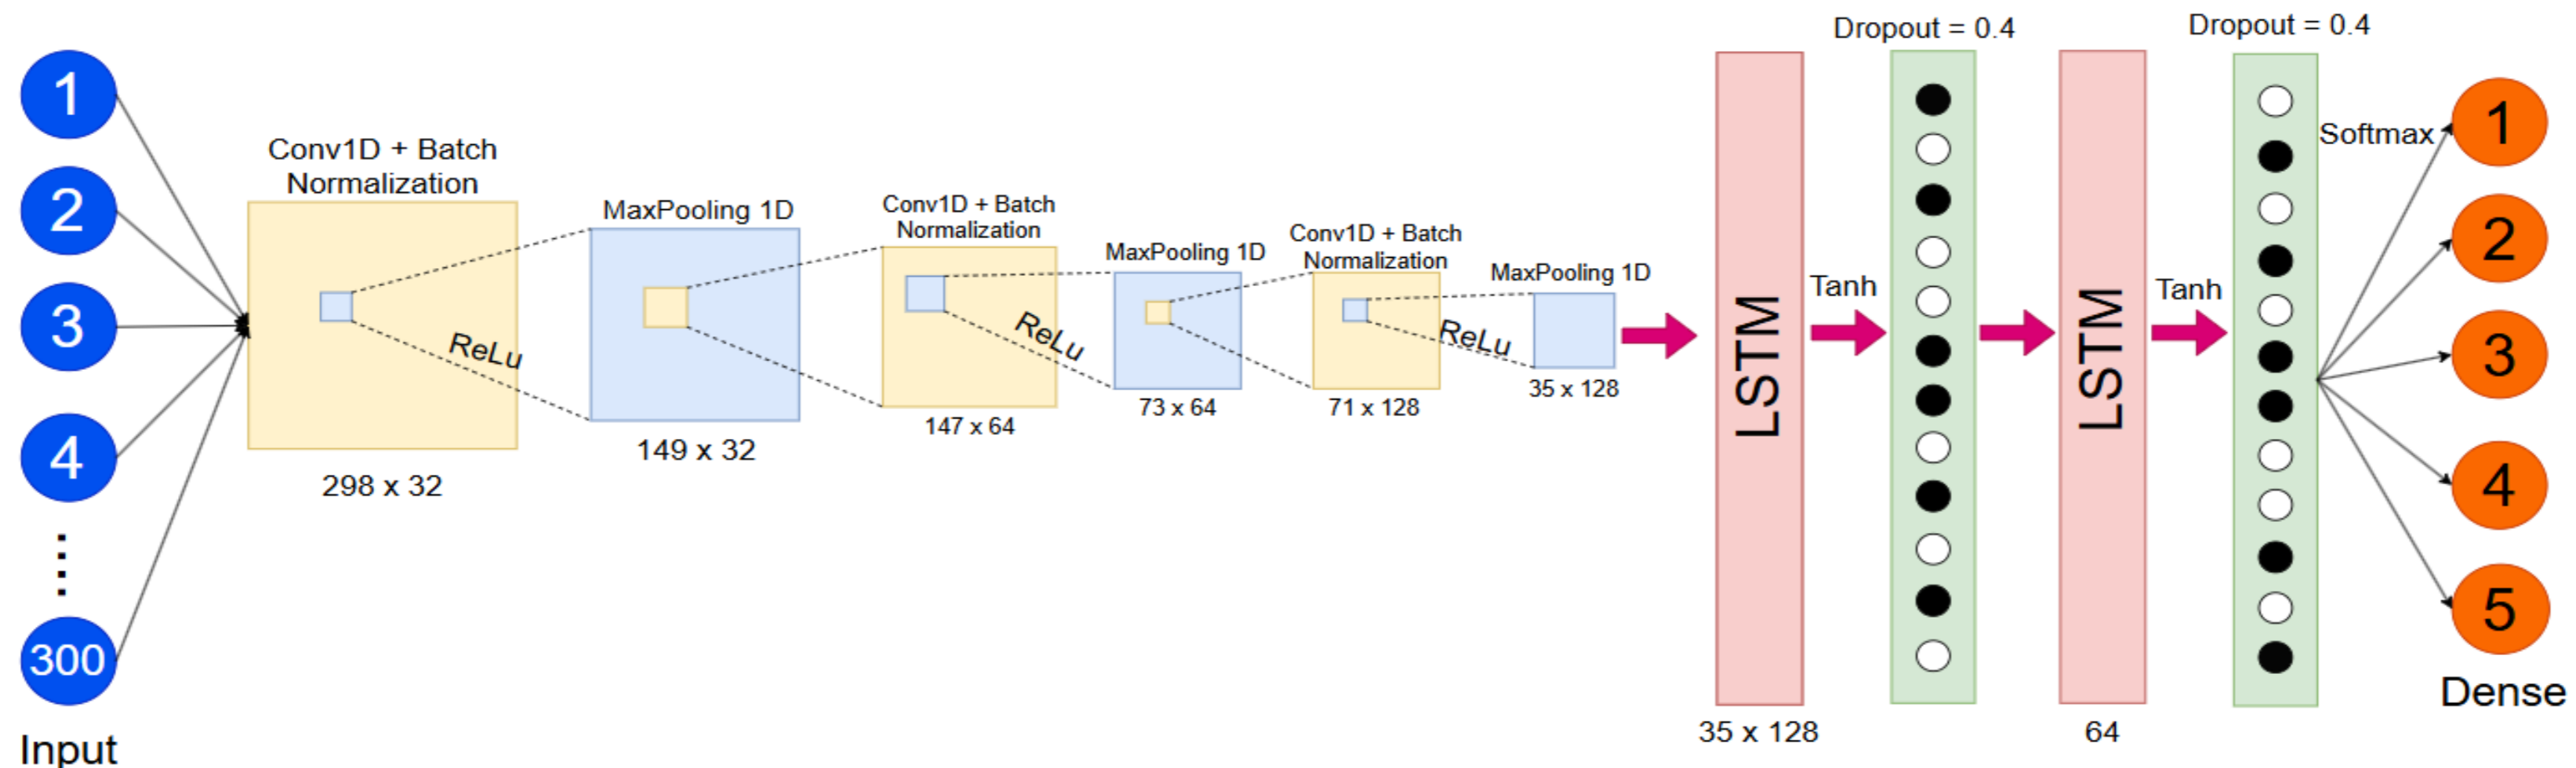 1
2
3
4
300
Input
Conv1D + Batch
Normalization
298 x 32
ReLu
MaxPooling 1D
149 x 32
Conv1D + Batch
Normalization
147 x 64
ReLu
MaxPooling 1D
73 x 64
Conv1D + Batch
Normalization
71 x 128
ReLu
MaxPooling 1D
35 x 128
LSTM
35 x 128
Tanh
Dropout = 0.4
LSTM
64
Tanh
Dropout = 0.4
Softmax
1
2
3
4
5
Dense